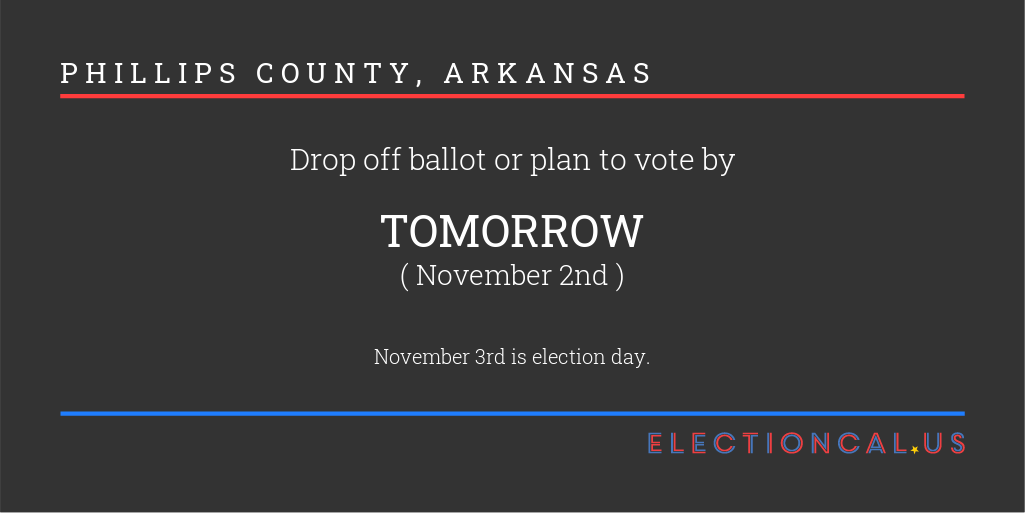 PHILLIPS COUNTY, ARKANSAS
Drop off ballot or plan to vote by
TOMORROW
( November 2nd )
November 3rd is election day.
ELECTIONCAL.US